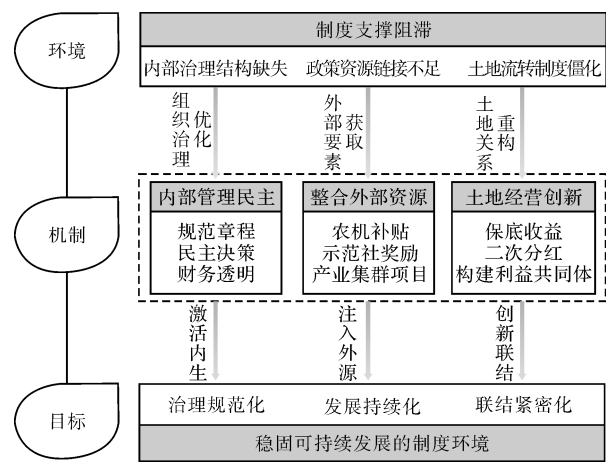 环境
制度支撑阻滞
内部治理结构缺失 政策资源链接不足 土地流转制度僵化
组织治理 优化
外部要素 获取
土地关系 重构
机制
内部管理民主
规范章程
民主决策
财务透明
整合外部资源
农机补贴
示范社奖励
产业集群项目
土地经营创新
保底收益
二次分红
构建利益共同体
激活内生
注入外源
创新联结
目标
治理规范化 发展持续化 联结紧密化
稳固可持续发展的制度环境